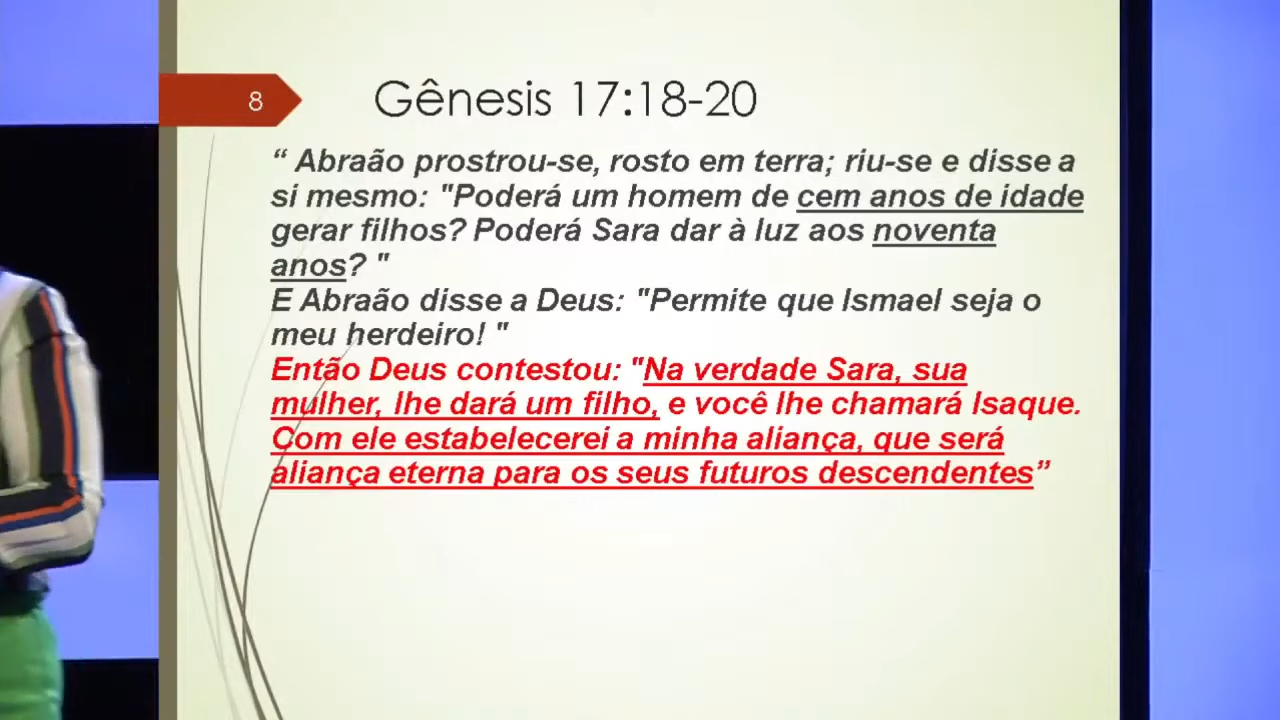 8
Gênesis 17:18-20
“ Abraão prostrou-se, rosto em terra; riu-se e disse a
si mesmo: "Poderá um homem de cem anos de idade
gerar filhos? Poderá Sara dar à luz aos noventa
anos? "
E Abraão disse a Deus: "Permite que Ismael seja o
meu herdeiro! "
Então Deus contestou: "Na verdade Sara, sua
mulher, lhe dará um filho, e você lhe chamará Isaque.
Com ele estabelecerei a minha aliança, que será
aliança eterna para os seus futuros descendentes”